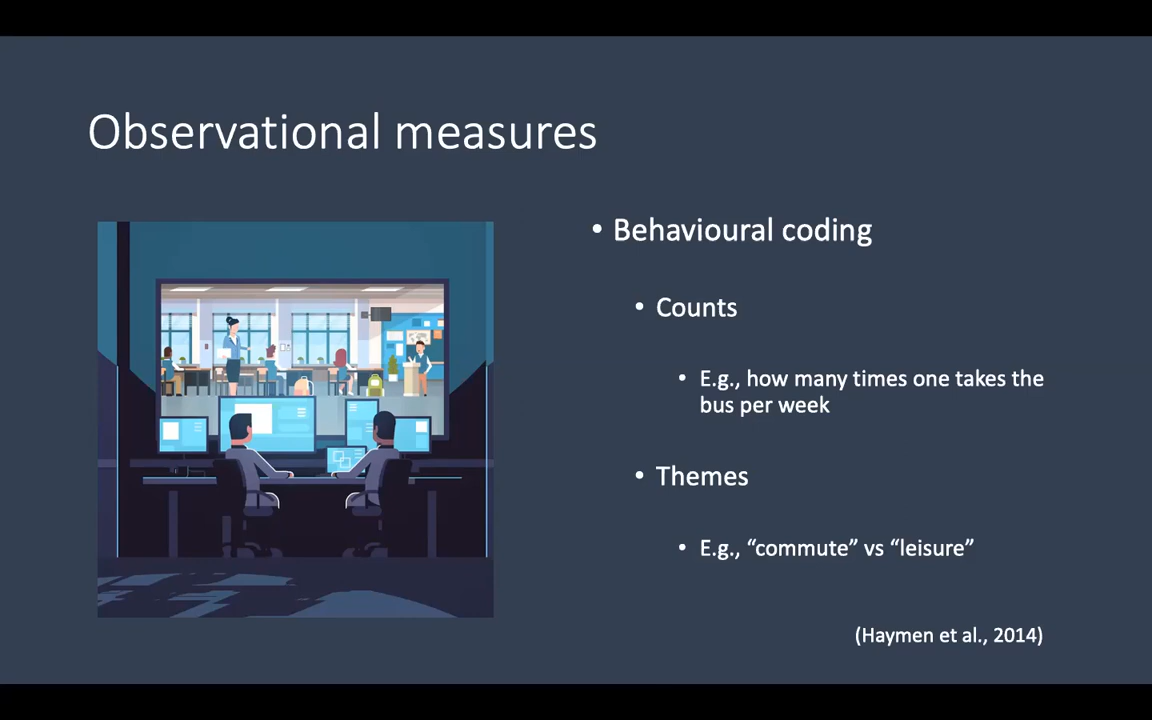 Observational measures
• Behavioural coding
• Counts
• E.g., how many times one takes the
bus per week
• Themes
• E.g., “commute” vs “leisure”
(Haymen et al., 2014)